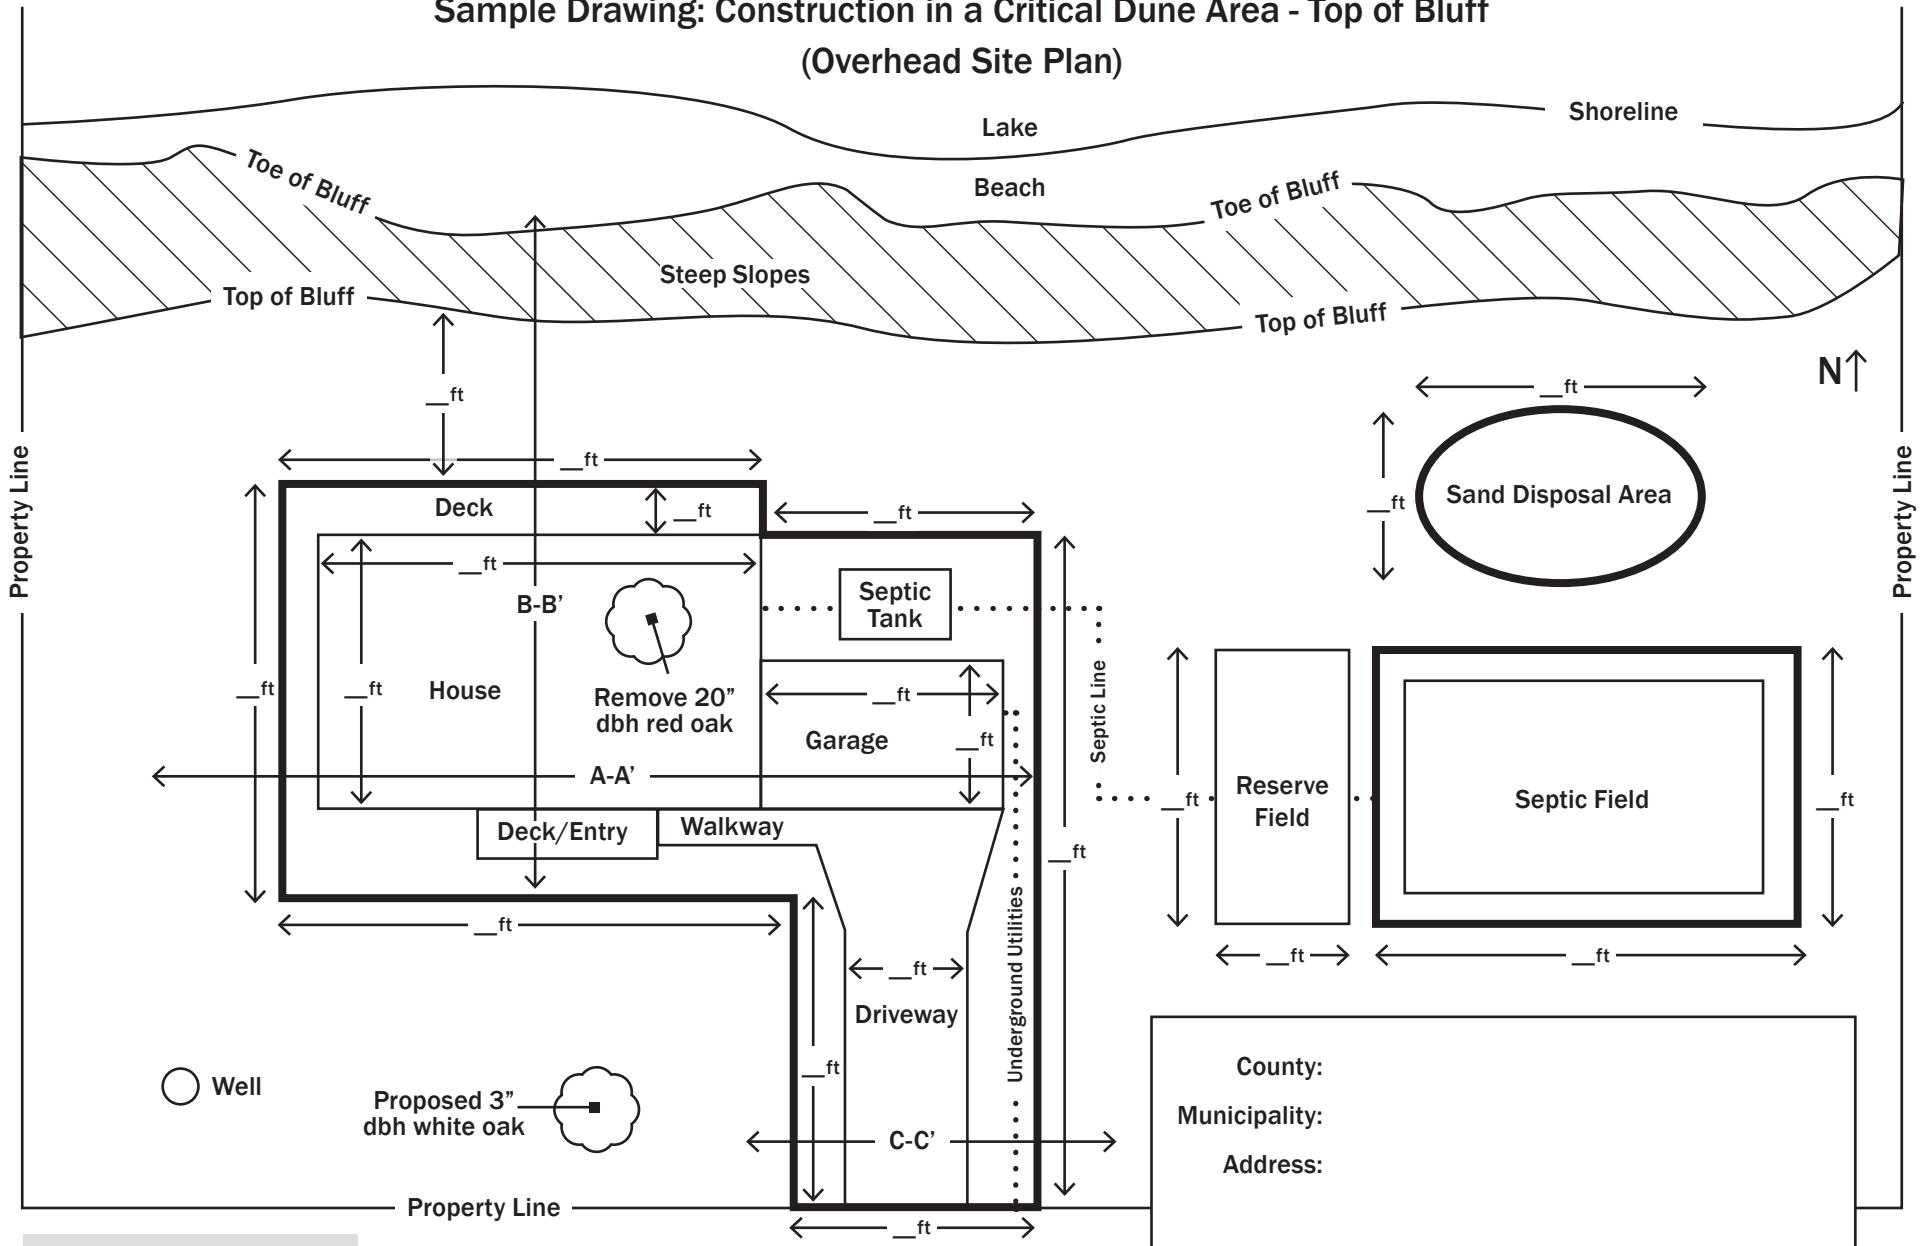 Sample Drawing: Construction in a Critical Dune Area - Top of Bluff
(Overhead Site Plan)
Shoreline
Lake
Beach
Toe of Bluff
Toe of Bluff
Steep Slopes
Top of Bluff
Top of Bluff
N
__ft
__ft
__ft
Property Line
Property Line
Sand Disposal Area
__ft
Deck
__ft
__ft
__ft
B-B’
Septic
Tank
House
__ft
__ft
Remove 20”
dbh red oak
__ft
__ft
Garage
Septic Line
A-A’
Reserve
Field
Septic Field
__ft
__ft
Deck/Entry
Walkway
__ft
__ft
__ft
__ft
__ft
Underground Utilities
Driveway
__ft
Well
Proposed 3”
dbh white oak
C-C’
County:
Municipality:
Address:
Property Line
__ft